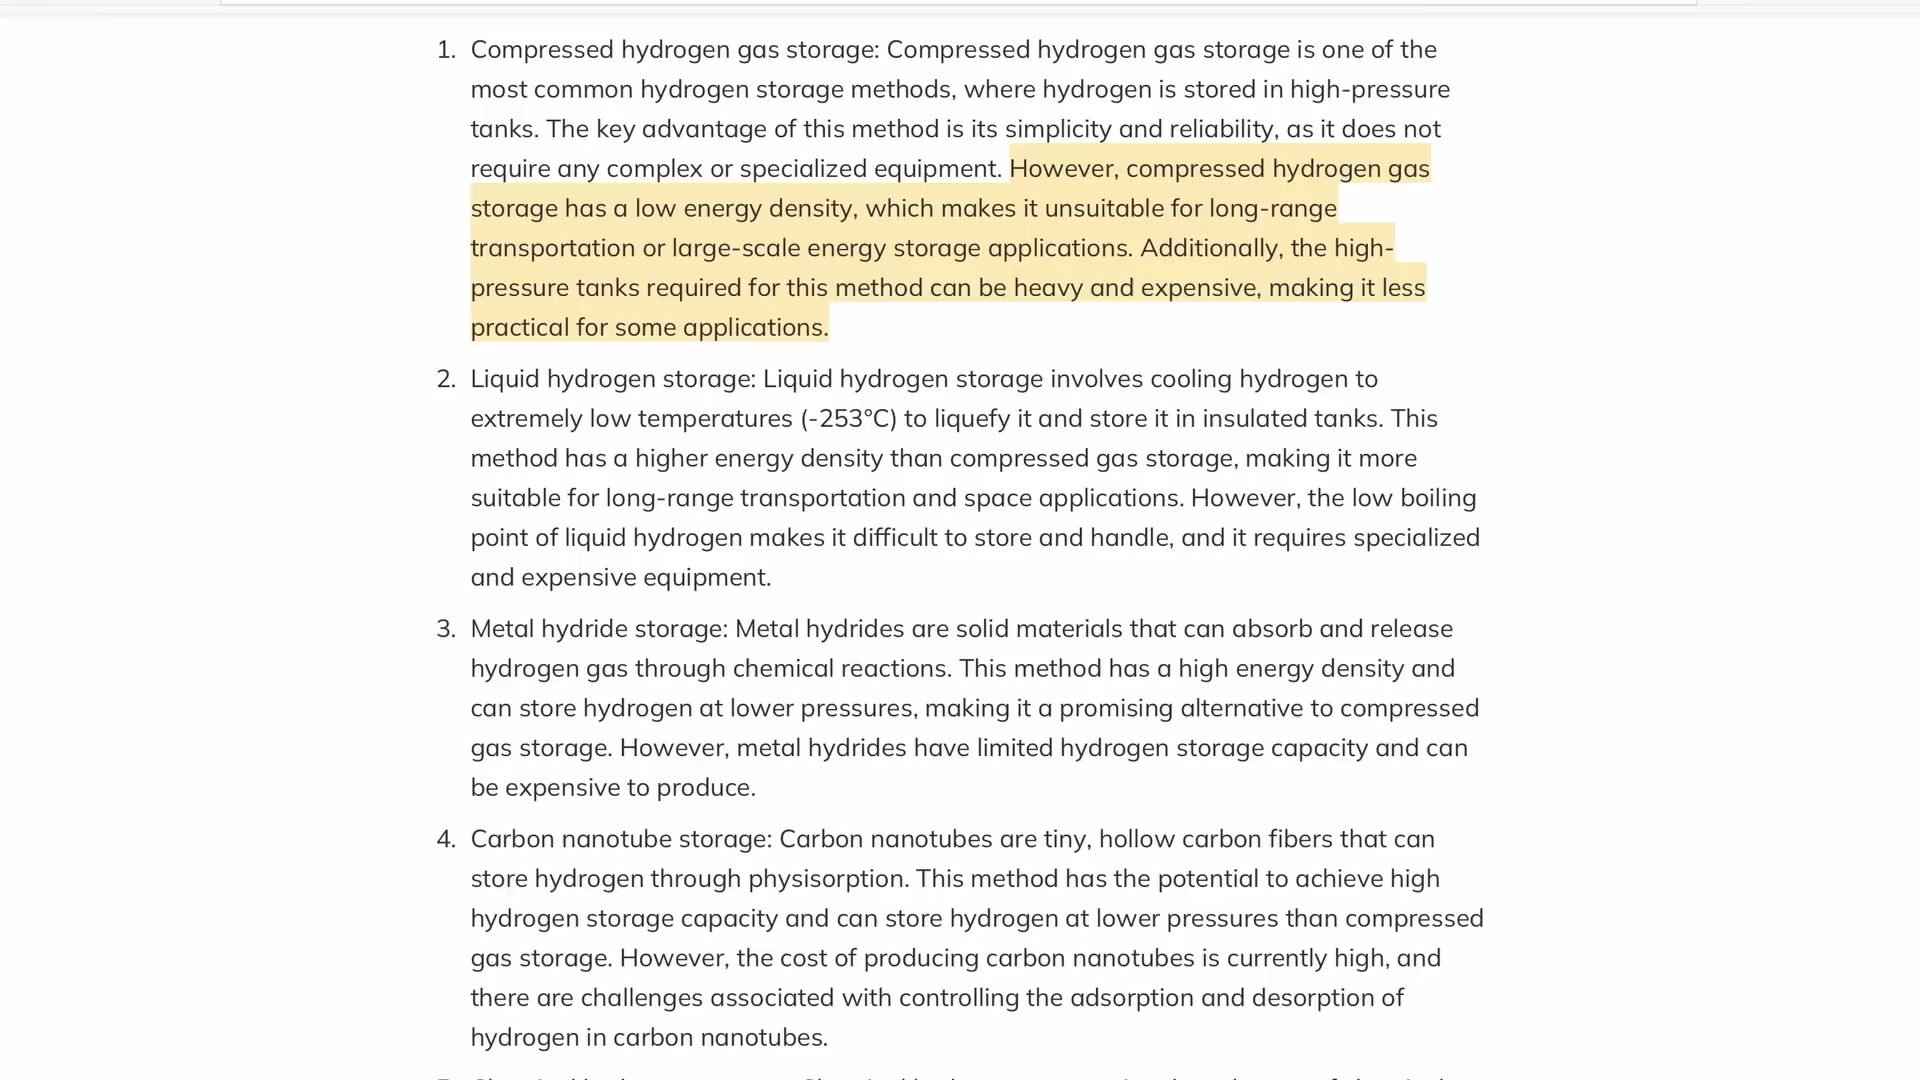 1. Compressed hydrogen gas storage: Compressed hydrogen gas storage is one of the
most common hydrogen storage methods, where hydrogen is stored in high-pressure
tanks. The key advantage of this method is its simplicity and reliability, as it does not
require any complex or specialized equipment. However, compressed hydrogen gas
storage has a low energy density, which makes it unsuitable for long-range
transportation or large-scale energy storage applications. Additionally, the high-
pressure tanks required for this method can be heavy and expensive, making it less
practical for some applications.
2. Liquid hydrogen storage: Liquid hydrogen storage involves cooling hydrogen to
extremely low temperatures (-253°C) to liquefy it and store it in insulated tanks. This
method has a higher energy density than compressed gas storage, making it more
suitable for long-range transportation and space applications. However, the low boiling
point of liquid hydrogen makes it difficult to store and handle, and it requires specialized
and expensive equipment.
3. Metal hydride storage: Metal hydrides are solid materials that can absorb and release
hydrogen gas through chemical reactions. This method has a high energy density and
can store hydrogen at lower pressures, making it a promising alternative to compressed
gas storage. However, metal hydrides have limited hydrogen storage capacity and can
be expensive to produce.
4. Carbon nanotube storage: Carbon nanotubes are tiny, hollow carbon fibers that can
store hydrogen through physisorption. This method has the potential to achieve high
hydrogen storage capacity and can store hydrogen at lower pressures than compressed
gas storage. However, the cost of producing carbon nanotubes is currently high, and
there are challenges associated with controlling the adsorption and desorption of
hydrogen in carbon nanotubes.